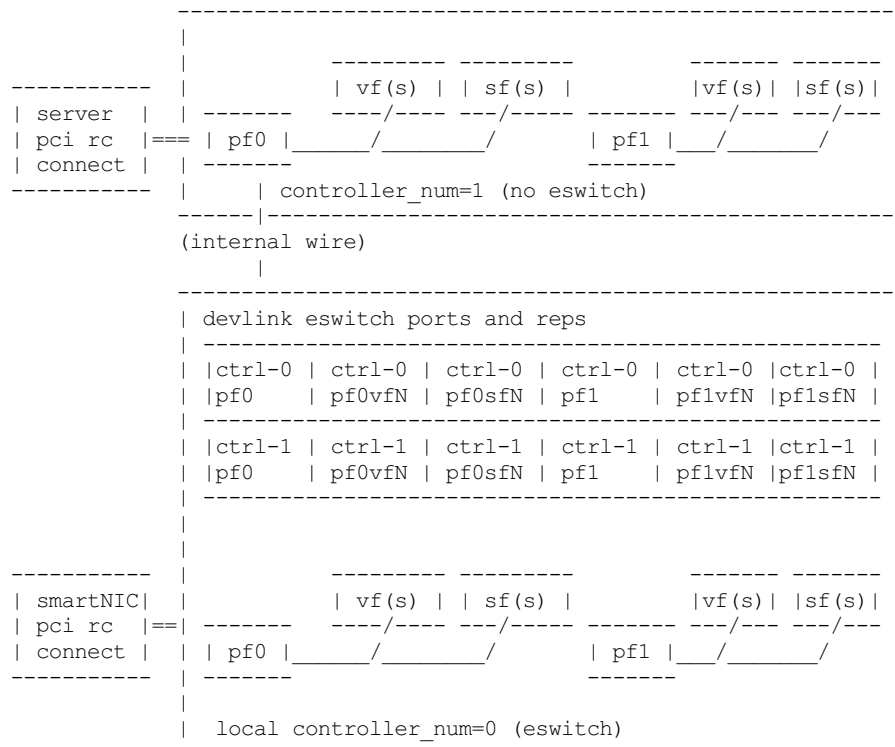 vf(s) sf(s) vf(s) sf(s)
server
pci rc === pf0 pf1
connect
controller_num=1 (no eswitch)
(internal wire)
devlink eswitch ports and reps
ctrl-0 ctrl-0 ctrl-0 ctrl-0 ctrl-0 ctrl-0
pf0 pf0vfN pf0sfN pf1 pf1vfN pf1sfN
ctrl-1 ctrl-1 ctrl-1 ctrl-1 ctrl-1 ctrl-1
pf0 pf0vfN pf0sfN pf1 pf1vfN pf1sfN
smartNIC vf(s) sf(s) vf(s) sf(s)
pci rc ==
connect pf0 pf1
local controller_num=0 (eswitch)